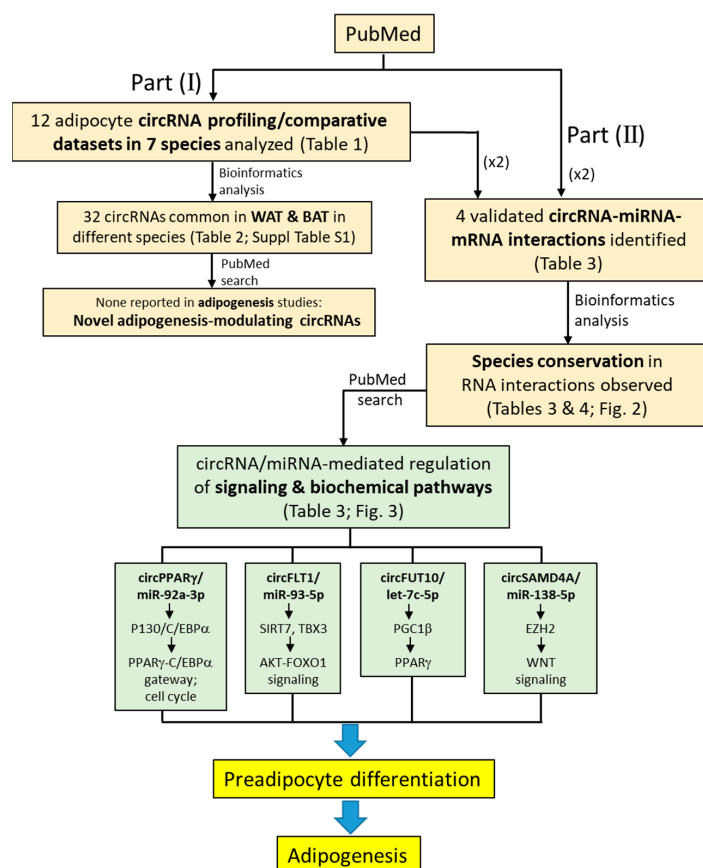 PubMed
Part (I)
12 adipocyte circRNA profiling/comparative
datasets in 7 species analyzed (Table 1)
Part (II)
(x2)
(x2)
Bioinformatics
analysis
32 circRNAs common in WAT & BAT in
different species (Table 2; Suppl Table S1)
4 validated circRNA-miRNA-
mRNA interactions identified
(Table 3)
PubMed
search
None reported in adipogenesis studies:
Novel adipogenesis-modulating circRNAs
Bioinformatics
analysis
Species conservation in
RNA interactions observed
(Tables 3 & 4; Fig. 2)
PubMed
search
circRNA/miRNA-mediated regulation
of signaling & biochemical pathways
(Table 3; Fig. 3)
circPPARγ/
miR-92a-3p
P130/C/EBPα
PPARγ-C/EBPα
gateway;
cell cycle
circFLT1/
miR-93-5p
SIRT7, TBX3
AKT-FOXO1
signaling
circFUT10/
let-7c-5p
PGC1β
PPARγ
circSAMD4A/
miR-138-5p
EZH2
WNT
signaling
Preadipocyte differentiation
Adipogenesis